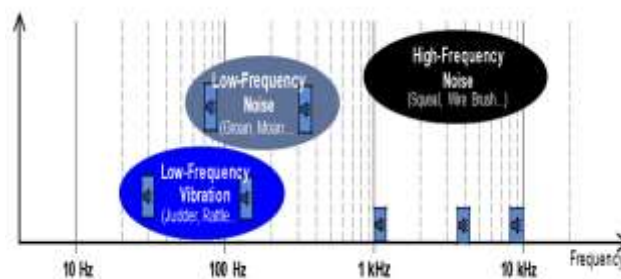 Low-Frequency
Noise
(Groan, Moan...
High-Frequency
Noise
(Squeal, Wire Brush...)
Low-Frequency
Vibration
(Judder, Rattle...
10 Hz
100 Hz
1 kHz
10 kHz
Frequency